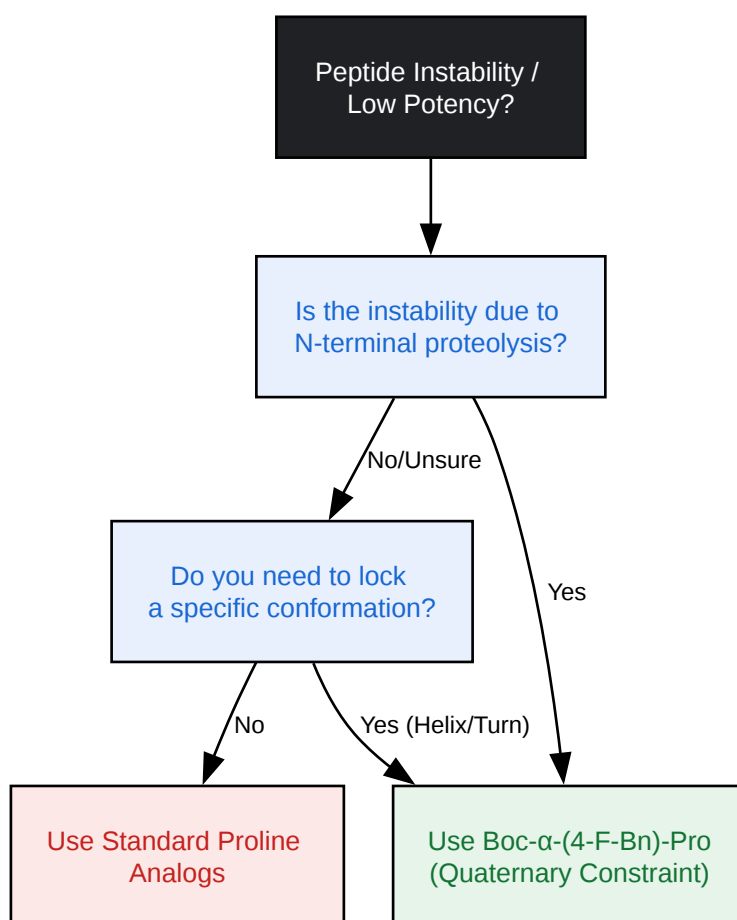 Peptide Instability /
Low Potency?
Is the instability due to
N-terminal proteolysis?
No/Unsure
Do you need to lock
a specific conformation?
Yes
No
Yes (Helix/Turn)
Use Standard Proline
Analogs
Use Boc-α-(4-F-Bn)-Pro
(Quaternary Constraint)